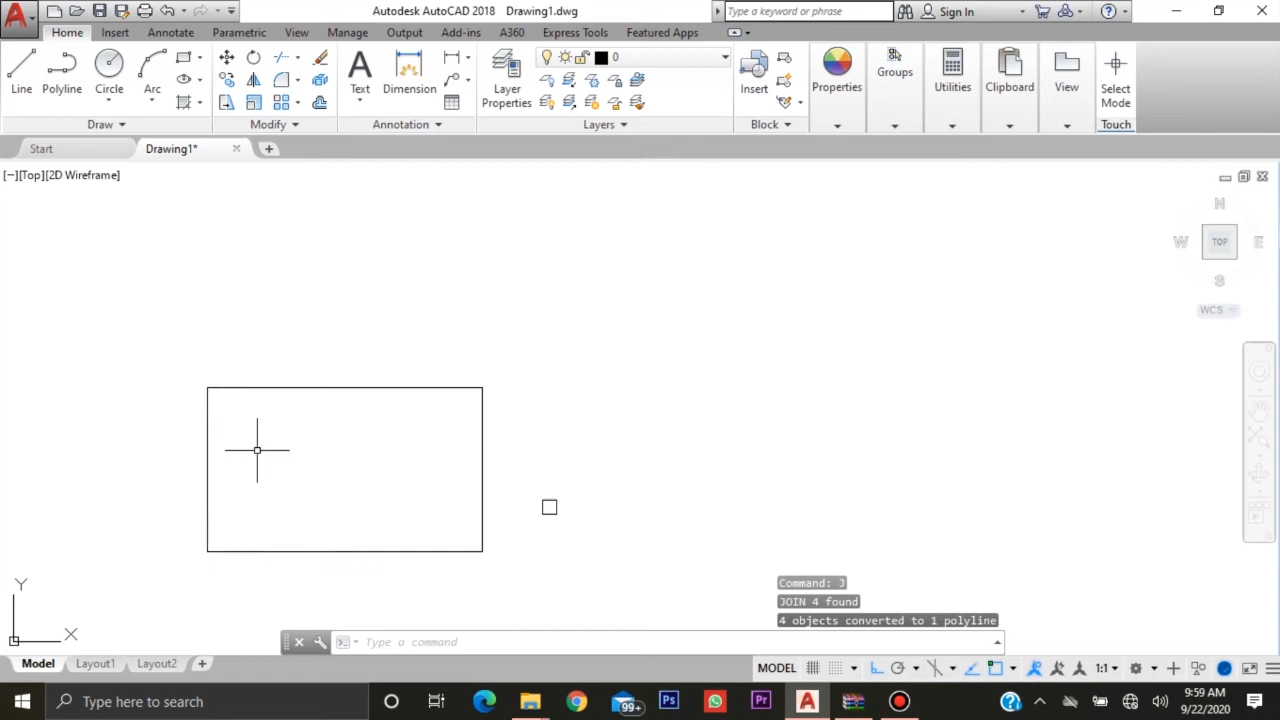 Autodesk AutoCAD 2018 Drawing1.dwg
Type a keyword or phrase
Sign In
Home Insert Annotate Parametric View Manage Output Add-ins A360 Express Tools Featured Apps
0
Line Polyline Circle Arc Text Dimension Layer Properties Insert Properties Groups Utilities Clipboard View Select Mode
Draw Modify Annotation Layers Block Touch
Start Drawing1*
[−][Top][2D Wireframe]
N
W TOP E
S
WCS
Y
X
Command: J
JOIN 4 found
4 objects converted to 1 polyline
Type a command
Model Layout1 Layout2 MODEL 1:1
Type here to search
99+
Ps
Pr
A
9:59 AM
9/22/2020